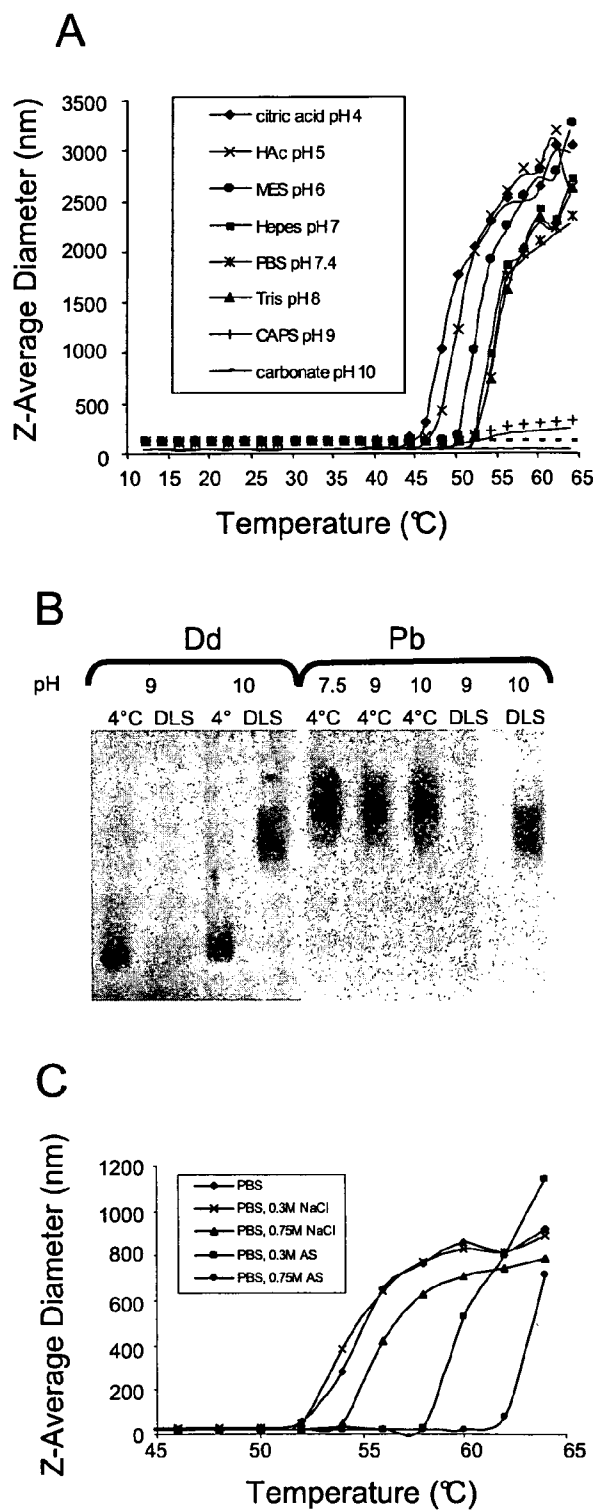 A
Z-Average Diameter (nm)
3500
3000
2500
2000
1500
1000
500
0
citric acid pH 4
HAc pH 5
MES pH 6
Hepes pH 7
PBS pH 7.4
Tris pH 8
CAPS pH 9
carbonate pH 10
10 15 20 25 30 35 40 45 50 55 60 65
Temperature (°C)
B
Dd Pb
pH 9 10 7.5 9 10 9 10
4°C DLS 4° DLS 4°C 4°C 4°C DLS DLS
C
Z-Average Diameter (nm)
1200
1000
800
600
400
200
0
PBS
PBS, 0.3M NaCl
PBS, 0.75M NaCl
PBS, 0.3M AS
PBS, 0.75M AS
45 50 55 60 65
Temperature (°C)